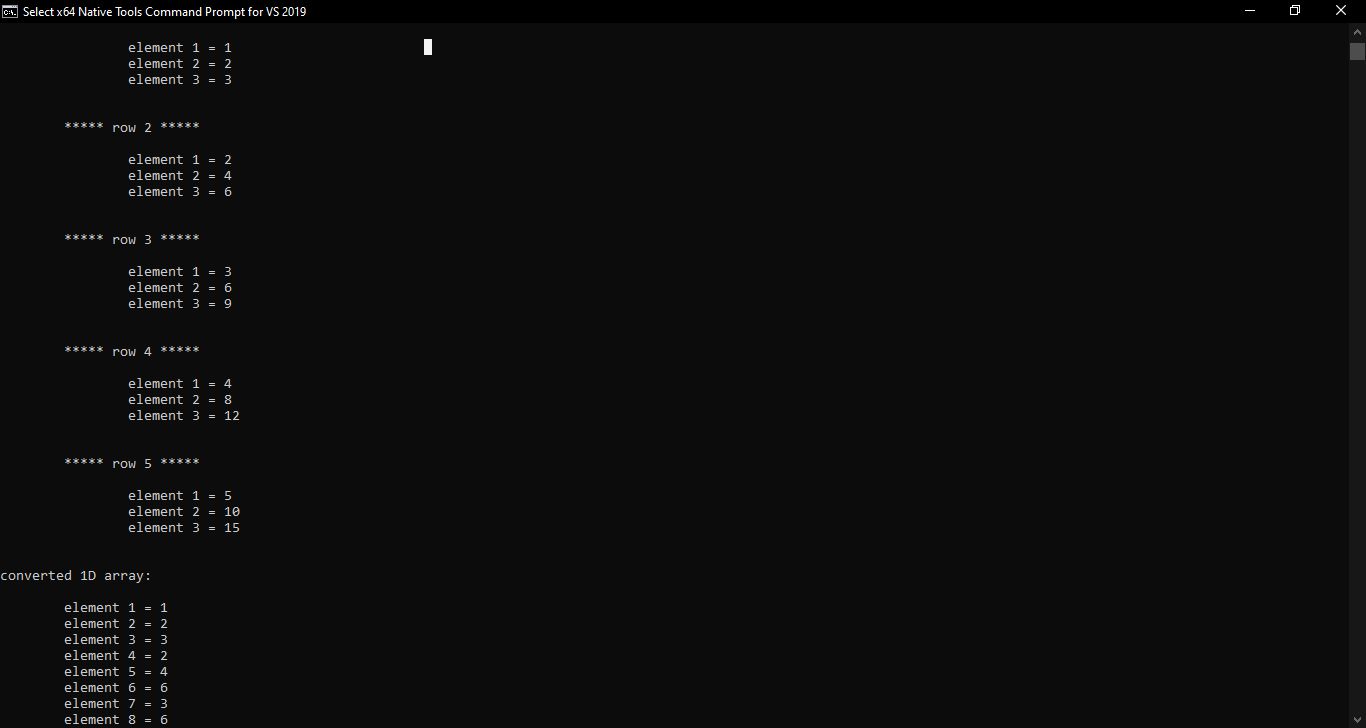 Select x64 Native Tools Command Prompt for VS 2019
element 1 = 1
element 2 = 2
element 3 = 3
***** row 2 *****
element 1 = 2
element 2 = 4
element 3 = 6
***** row 3 *****
element 1 = 3
element 2 = 6
element 3 = 9
***** row 4 *****
element 1 = 4
element 2 = 8
element 3 = 12
***** row 5 *****
element 1 = 5
element 2 = 10
element 3 = 15
converted 1D array:
element 1 = 1
element 2 = 2
element 3 = 3
element 4 = 2
element 5 = 4
element 6 = 6
element 7 = 3
element 8 = 6